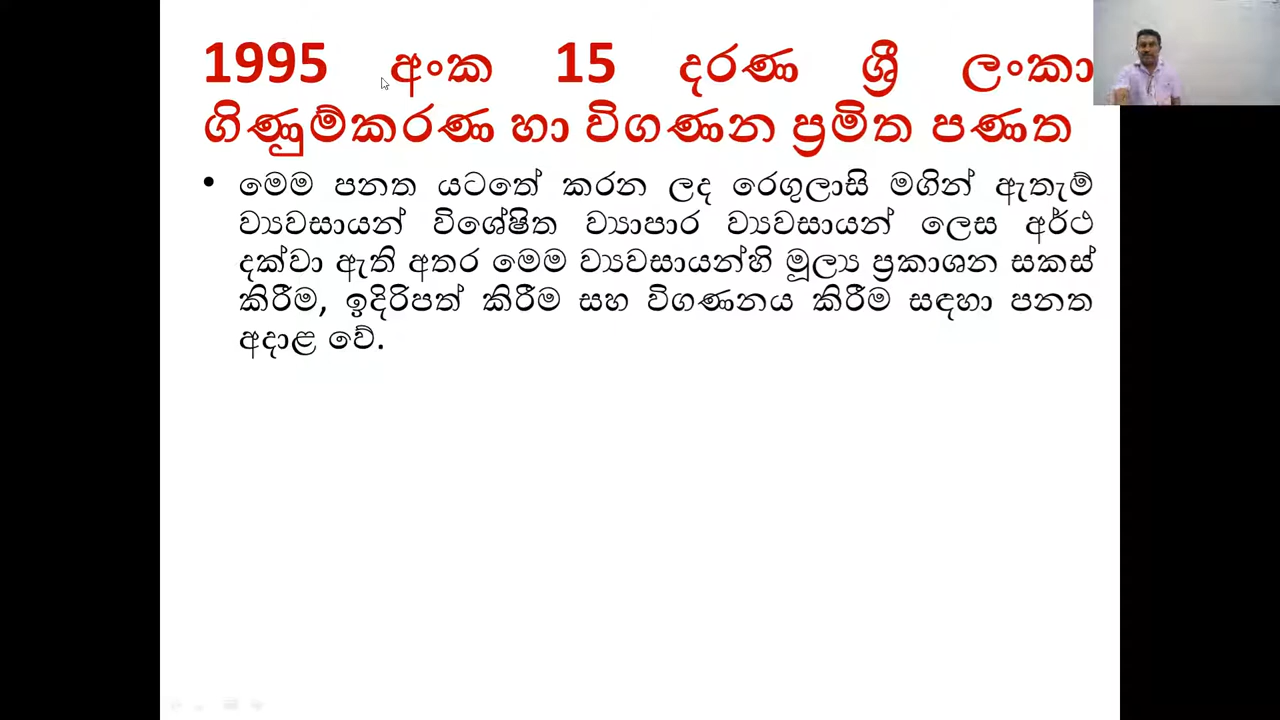 1995 අංක 15 දරණ ශ්‍රී ලංකා
ගිණුම්කරණ හා විගණන ප්‍රමිත පණත
• මෙම පනත යටතේ කරන ලද රෙගුලාසි මගින් ඇතැම්
ව්‍යවසායන් විශේෂිත ව්‍යාපාර ව්‍යවසායන් ලෙස අර්ථ
දක්වා ඇති අතර මෙම ව්‍යවසායන්හි මූල්‍ය ප්‍රකාශන සකස්
කිරීම, ඉදිරිපත් කිරීම සහ විගණනය කිරීම සඳහා පනත
අදාළ වේ.